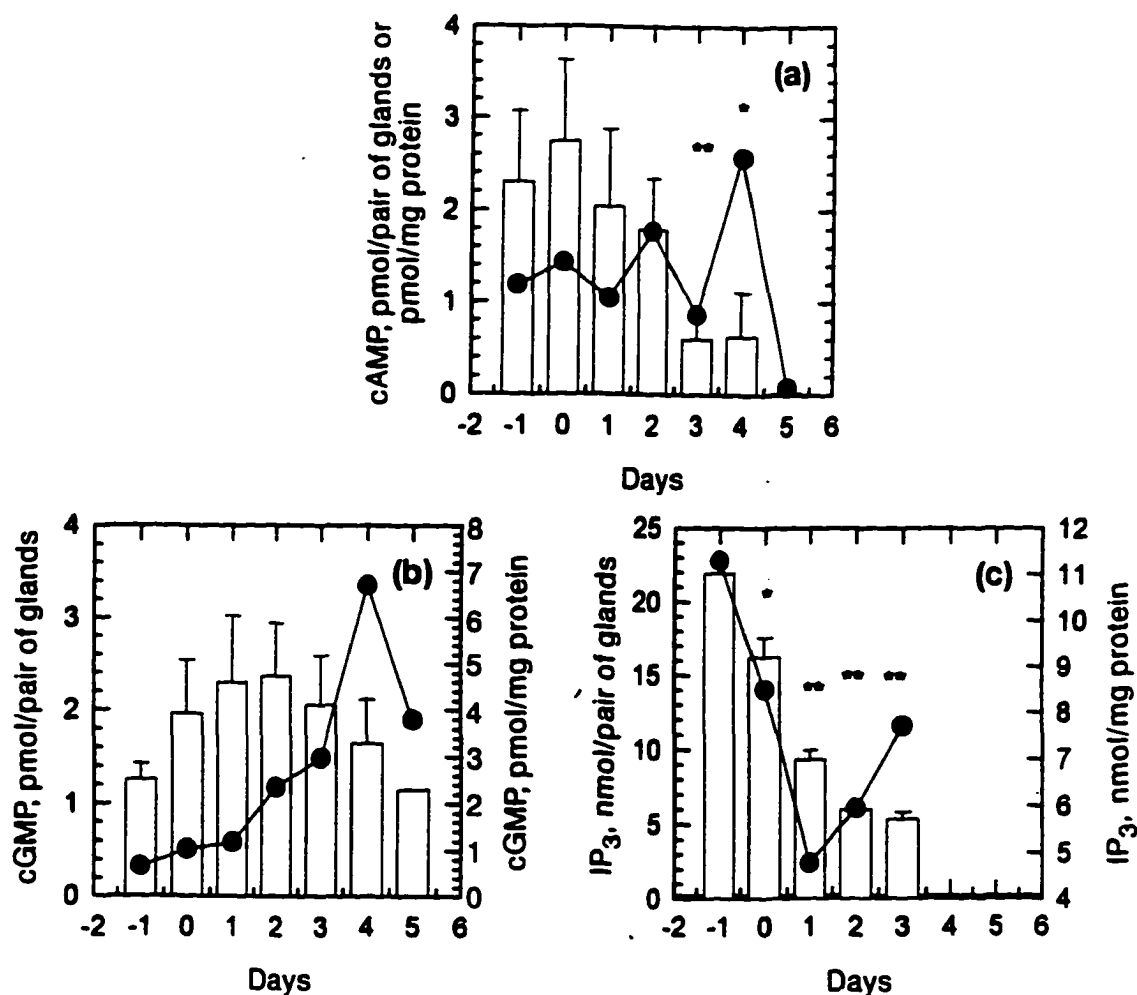 4
3
2
1
0
cAMP, pmol/pair of glands or
pmol/mg protein
(a)
*
**
-2 -1 0 1 2 3 4 5 6
Days
4
3
2
1
0
cGMP, pmol/pair of glands
(b)
8
7
6
5
4
3
2
1
0
cGMP, pmol/mg protein
-2 -1 0 1 2 3 4 5 6
Days
25
20
15
10
5
0
IP3, nmol/pair of glands
(c)
*
** ** **
12
11
10
9
8
7
6
5
4
IP3, nmol/mg protein
-2 -1 0 1 2 3 4 5 6
Days